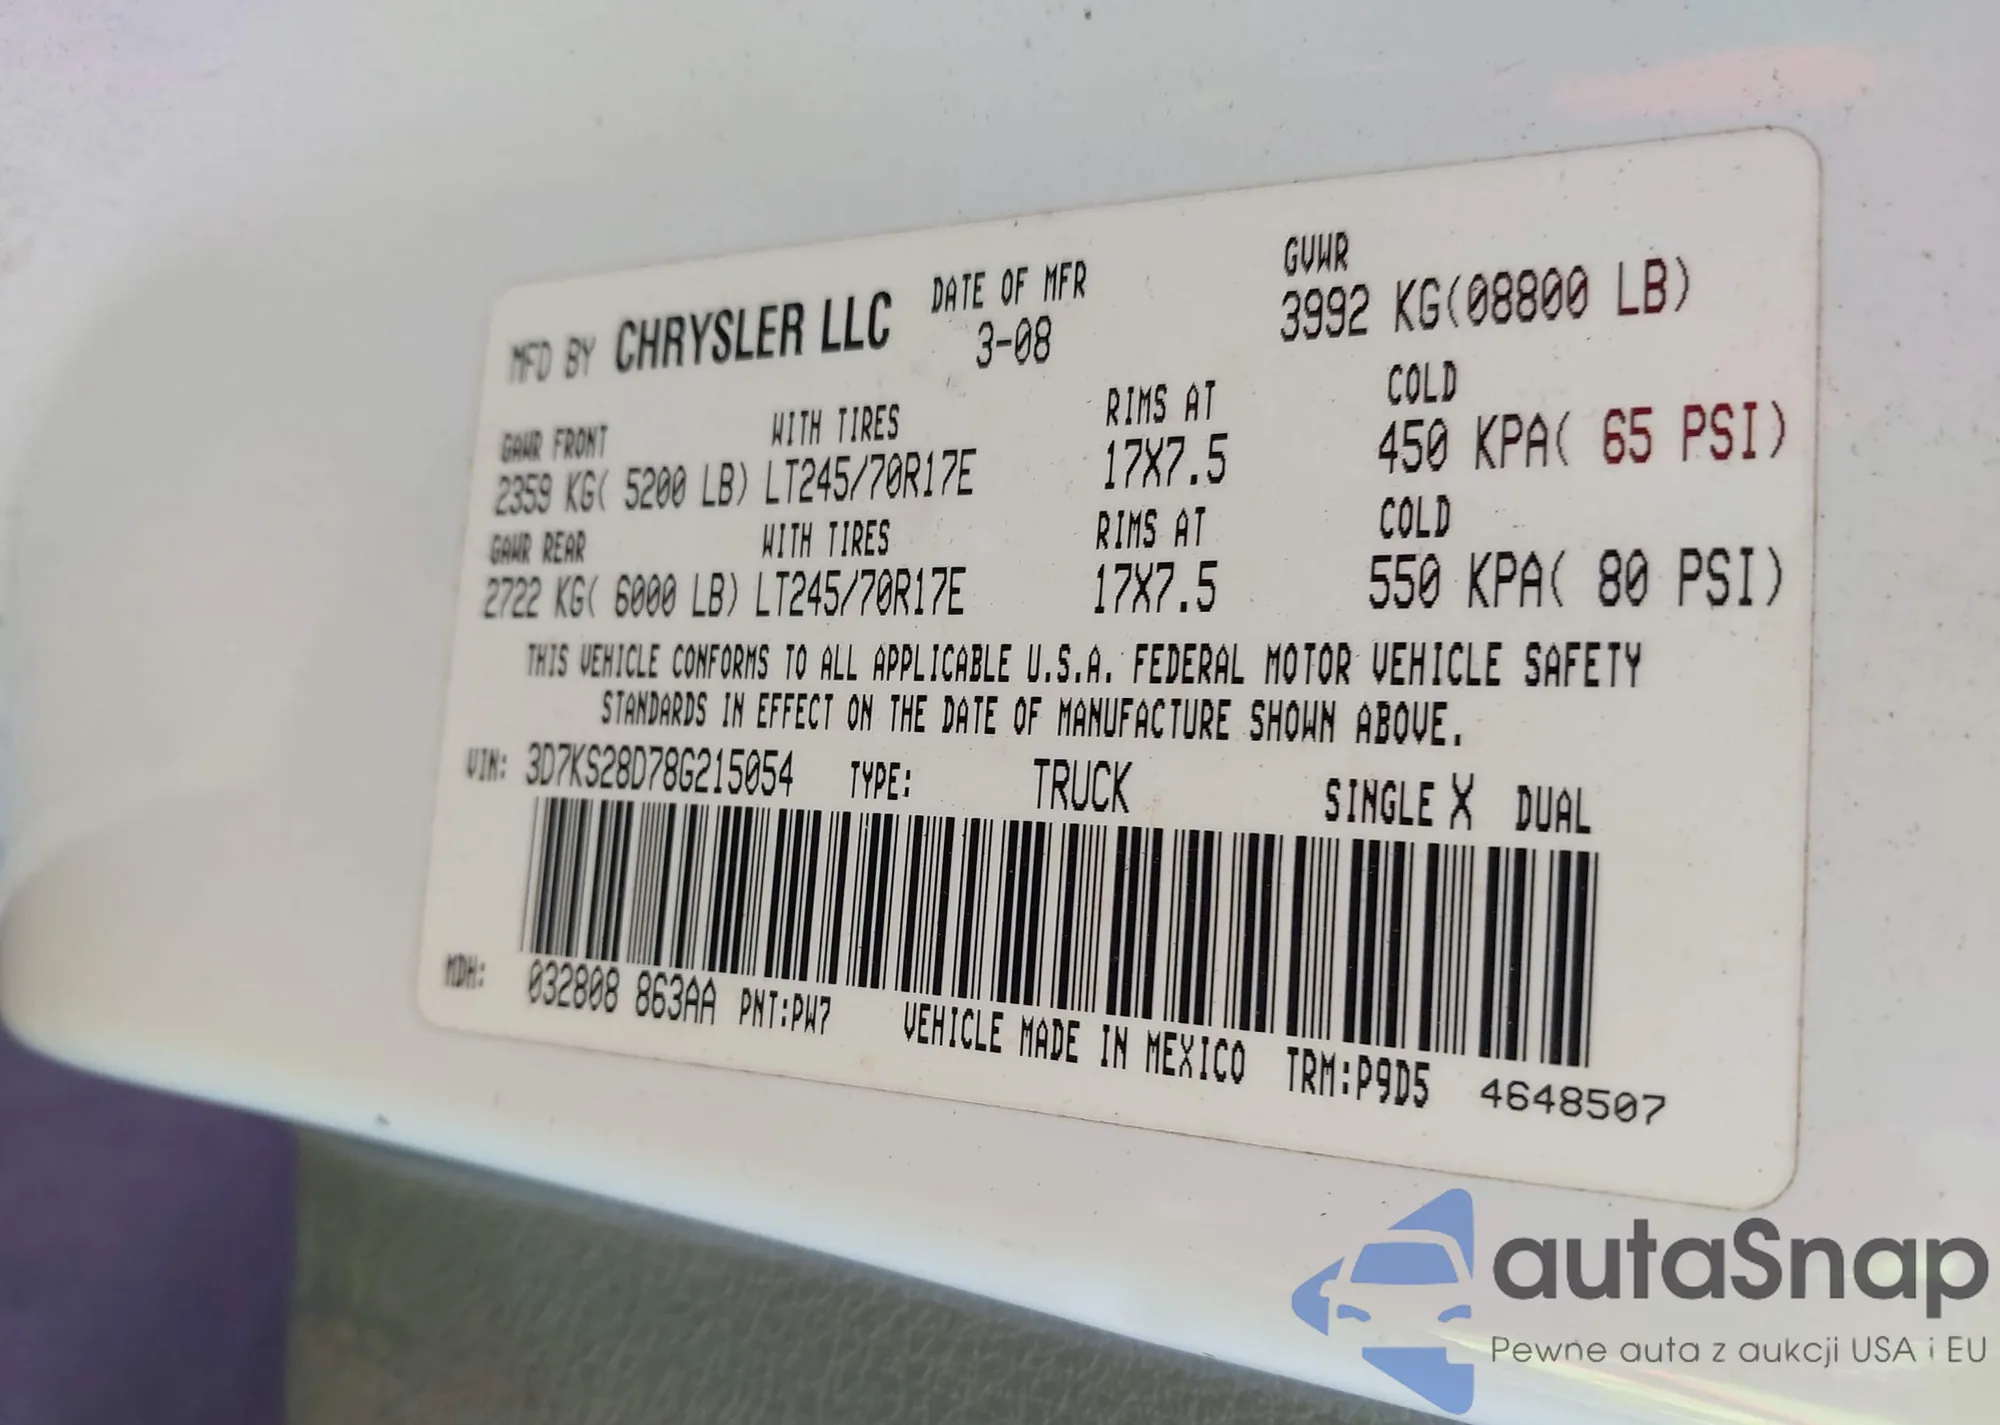 MFD BY CHRYSLER LLC DATE OF MFR 3-08 GVWR 3992 KG(08800 LB)
GAWR FRONT WITH TIRES RIMS AT COLD
2359 KG( 5200 LB) LT245/70R17E 17X7.5 450 KPA( 65 PSI)
GAWR REAR WITH TIRES RIMS AT COLD
2722 KG( 6000 LB) LT245/70R17E 17X7.5 550 KPA( 80 PSI)
THIS VEHICLE CONFORMS TO ALL APPLICABLE U.S.A. FEDERAL MOTOR VEHICLE SAFETY
STANDARDS IN EFFECT ON THE DATE OF MANUFACTURE SHOWN ABOVE.
VIN: 3D7KS28D78G215054 TYPE: TRUCK SINGLE X DUAL
MDH: 032808 863AA PNT:PW7 VEHICLE MADE IN MEXICO TRM:P9D5 4648507
autaSnap
Pewne auta z aukcji USA i EU